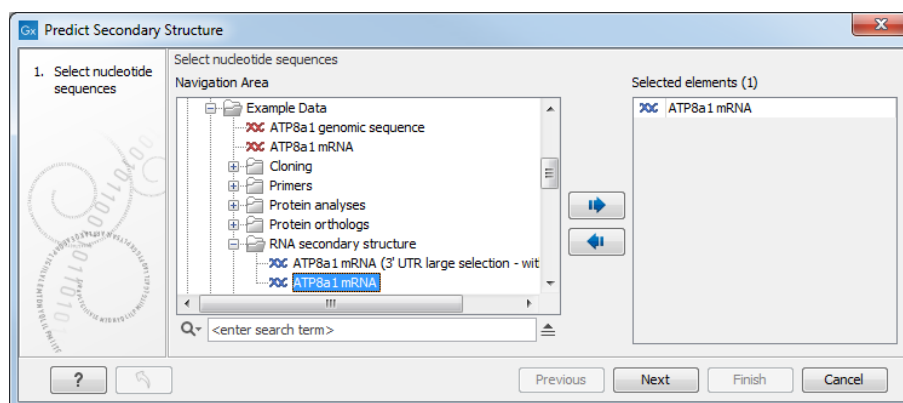 Gx Predict Secondary Structure
1. Select nucleotide
sequences
Select nucleotide sequences
Navigation Area
Example Data
ATP8a1 genomic sequence
ATP8a1 mRNA
Cloning
Primers
Protein analyses
Protein orthologs
RNA secondary structure
ATP8a1 mRNA (3' UTR large selection - wit
ATP8a1 mRNA
<enter search term>
Selected elements (1)
ATP8a1 mRNA
?
Previous
Next
Finish
Cancel